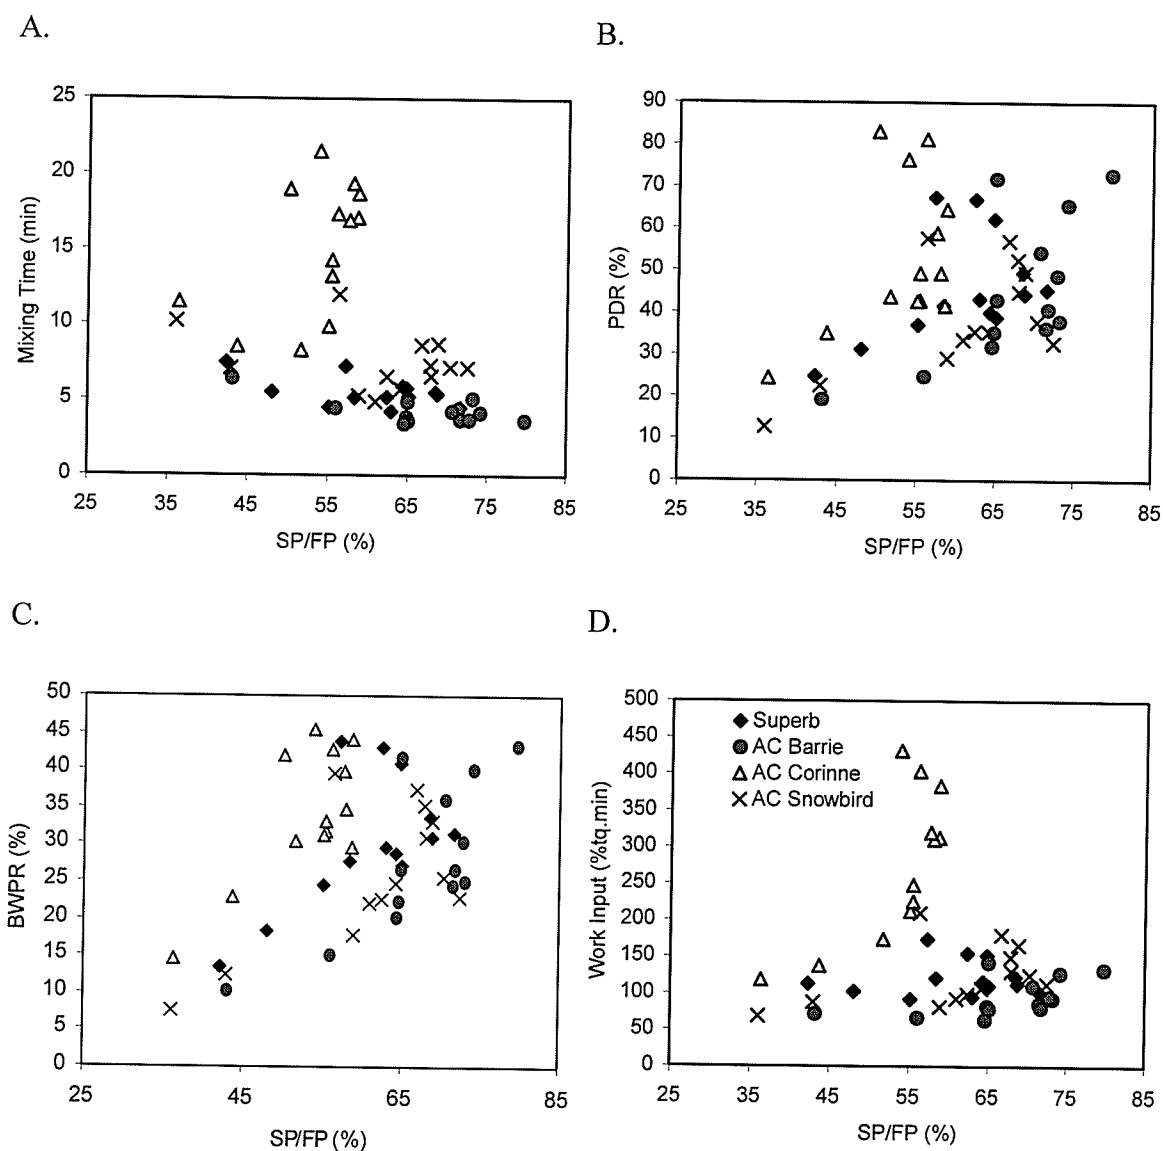 A.
B.
25
20
15
10
5
0
Mixing Time (min)
25 35 45 55 65 75 85
SP/FP (%)
90
80
70
60
50
40
30
20
10
0
PDR (%)
25 35 45 55 65 75 85
SP/FP (%)
C.
D.
50
45
40
35
30
25
20
15
10
5
0
BWPR (%)
25 45 65 85
SP/FP (%)
500
450
400
350
300
250
200
150
100
50
0
Work Input (%tq.min)
Superb
AC Barrie
AC Corinne
AC Snowbird
25 35 45 55 65 75 85
SP/FP (%)